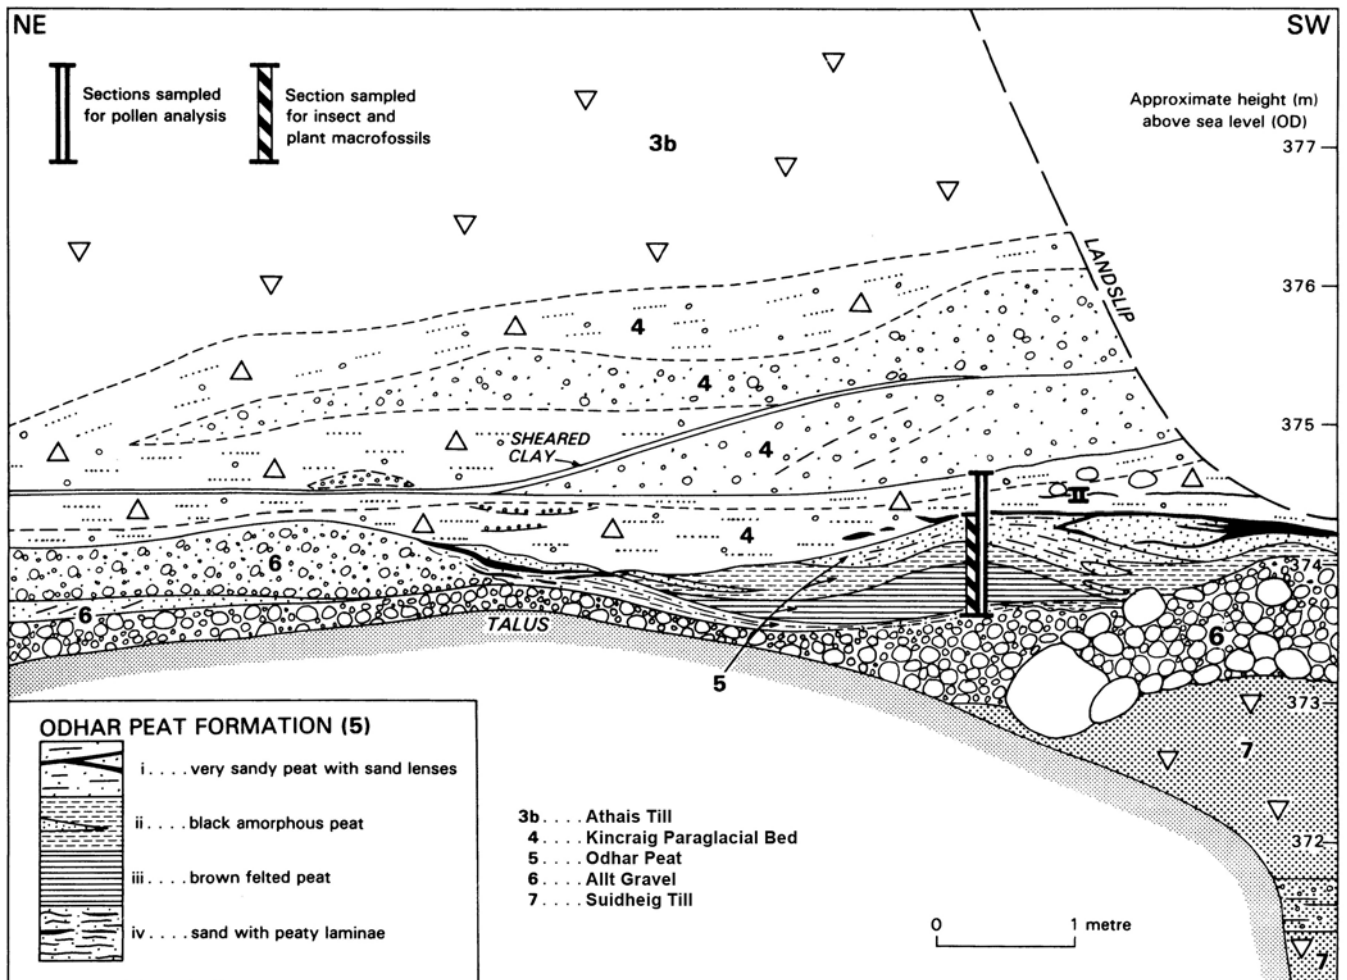 NE
SW
Sections sampled
for pollen analysis
Section sampled
for insect and
plant macrofossils
Approximate height (m)
above sea level (OD)
377
3b
376
LANDSLIP
4
4
375
SHEARED
CLAY
4
II
4
6
374
6
TALUS
6
5
373
7
372
7
ODHAR PEAT FORMATION (5)
i . . . . very sandy peat with sand lenses
ii . . . . black amorphous peat
iii . . . . brown felted peat
iv . . . . sand with peaty laminae
3b . . . . Athais Till
4 . . . . Kincraig Paraglacial Bed
5 . . . . Odhar Peat
6 . . . . Allt Gravel
7 . . . . Suidheig Till
0 1 metre